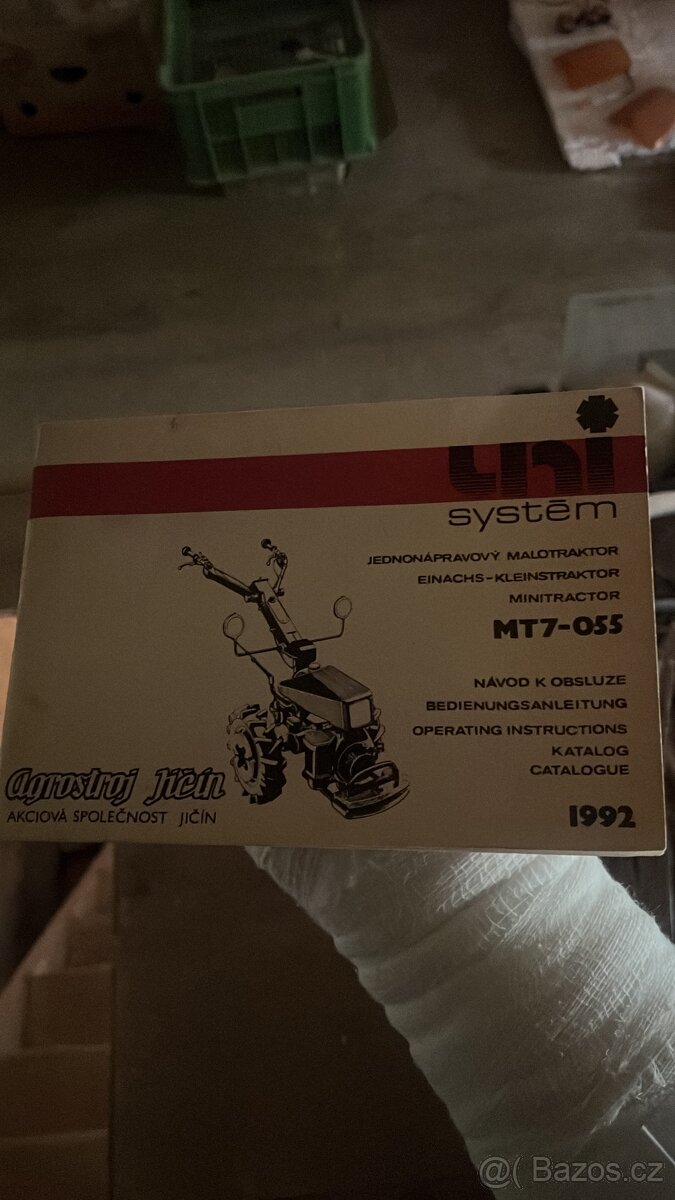 uni
systēm
JEDNONÁPRAVOVÝ MALOTRAKTOR
EINACHS-KLEINSTRAKTOR
MINITRACTOR
MT7-055
NÁVOD K OBSLUZE
BEDIENUNGSANLEITUNG
OPERATING INSTRUCTIONS
KATALOG
CATALOGUE
1992
agrostroj Jičín
AKCIOVÁ SPOLEČNOST JIČÍN
@( Bazos.cz